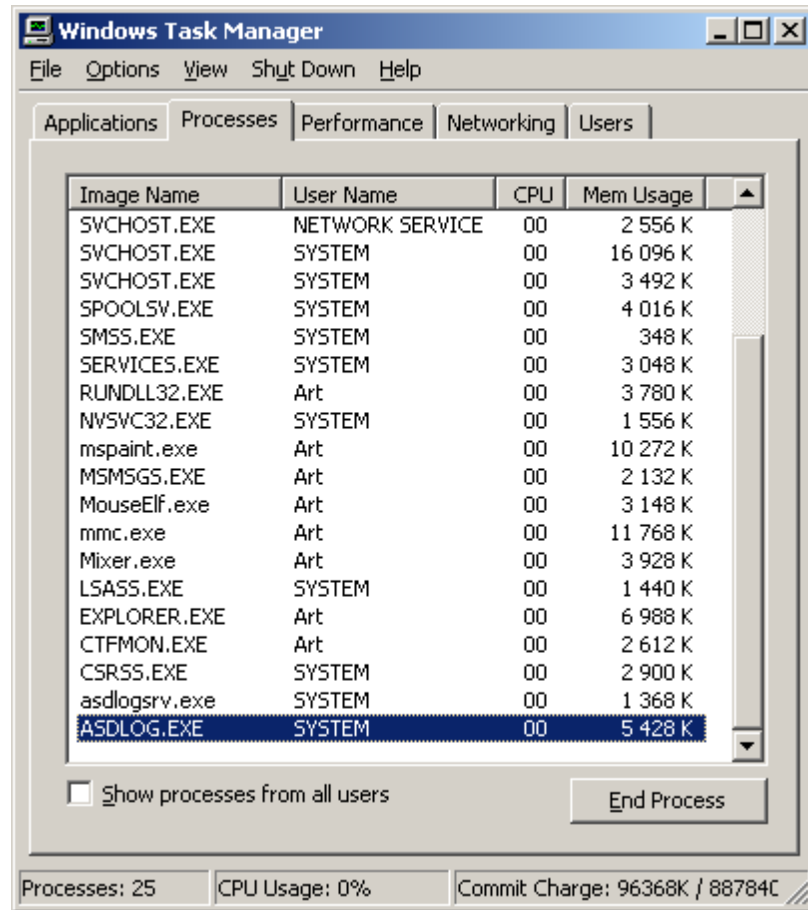 Windows Task Manager
File Options View Shut Down Help
Applications Processes Performance Networking Users
Image Name User Name CPU Mem Usage
SVCHOST.EXE NETWORK SERVICE 00 2 556 K
SVCHOST.EXE SYSTEM 00 16 096 K
SVCHOST.EXE SYSTEM 00 3 492 K
SPOOLSV.EXE SYSTEM 00 4 016 K
SMSS.EXE SYSTEM 00 348 K
SERVICES.EXE SYSTEM 00 3 048 K
RUNDLL32.EXE Art 00 3 780 K
NVSVC32.EXE SYSTEM 00 1 556 K
mspaint.exe Art 00 10 272 K
MSMSGS.EXE Art 00 2 132 K
MouseElf.exe Art 00 3 148 K
mmc.exe Art 00 11 768 K
Mixer.exe Art 00 3 928 K
LSASS.EXE SYSTEM 00 1 440 K
EXPLORER.EXE Art 00 6 988 K
CTFMON.EXE Art 00 2 612 K
CSRSS.EXE SYSTEM 00 2 900 K
asdlogsrv.exe SYSTEM 00 1 368 K
ASDLOG.EXE SYSTEM 00 5 428 K
Show processes from all users End Process
Processes: 25 CPU Usage: 0% Commit Charge: 96368K /